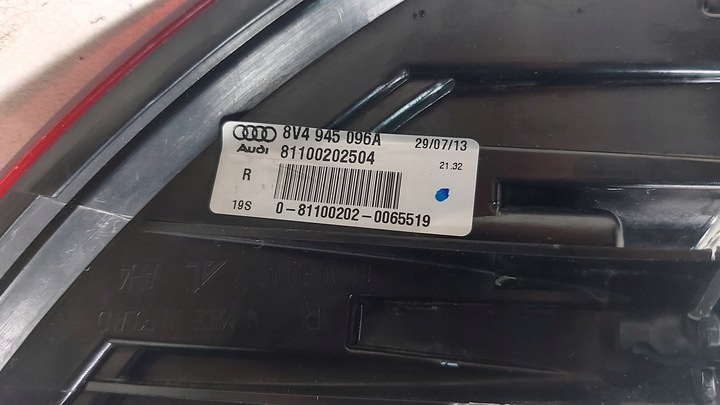 8V4 945 096A 29/07/13
Audi 81100202504 21.32
R
19S 0-81100202-0065519
R